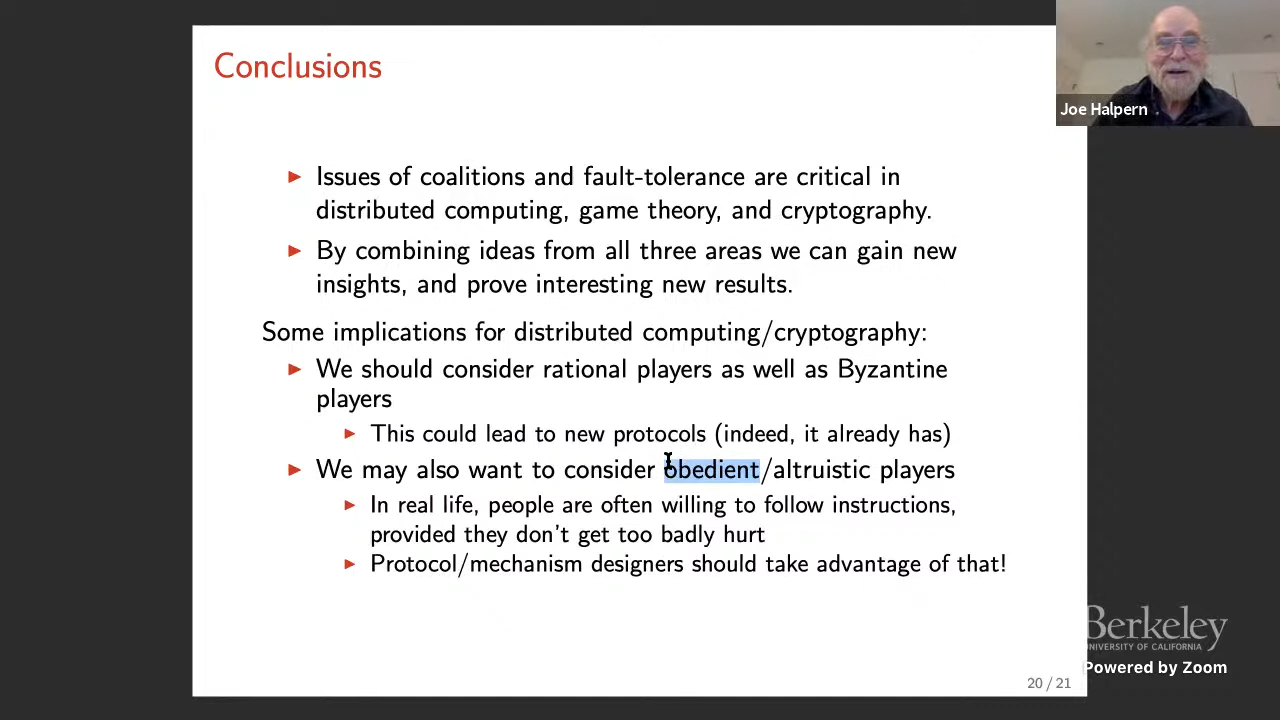 Conclusions
Joe Halpern
Issues of coalitions and fault-tolerance are critical in
distributed computing, game theory, and cryptography.
By combining ideas from all three areas we can gain new
insights, and prove interesting new results.
Some implications for distributed computing/cryptography:
We should consider rational players as well as Byzantine
players
This could lead to new protocols (indeed, it already has)
We may also want to consider obedient/altruistic players
In real life, people are often willing to follow instructions,
provided they don't get too badly hurt
Protocol/mechanism designers should take advantage of that!
Berkeley
UNIVERSITY OF CALIFORNIA
Powered by Zoom
20 / 21